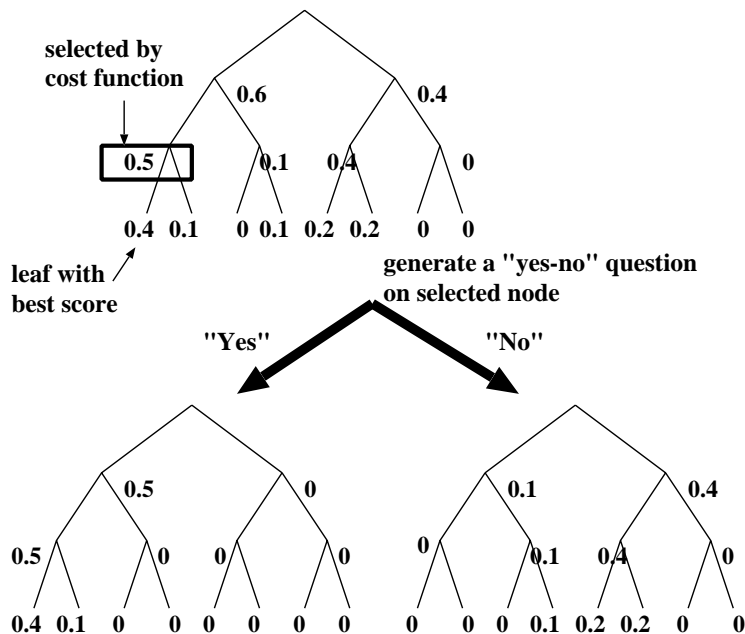 selected by
cost function
0.6 0.4
0.5 0.1 0.4 0
0.4 0.1 0 0.1 0.2 0.2 0 0
leaf with
best score
generate a "yes-no" question
on selected node
"Yes" "No"
0.5 0 0.1 0.4
0.5 0 0 0 0 0.1 0.4 0
0.4 0.1 0 0 0 0 0 0 0 0 0 0.1 0.2 0.2 0 0